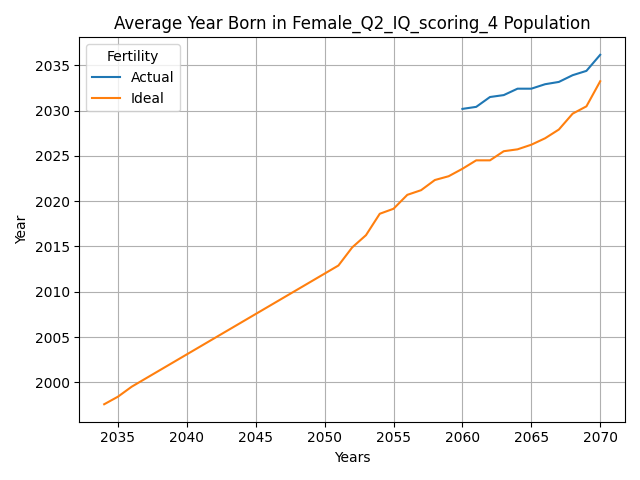 Average Year Born in Female_Q2_IQ_scoring_4 Population
Fertility
Actual
Ideal
Year
2035
2030
2025
2020
2015
2010
2005
2000
2035 2040 2045 2050 2055 2060 2065 2070
Years